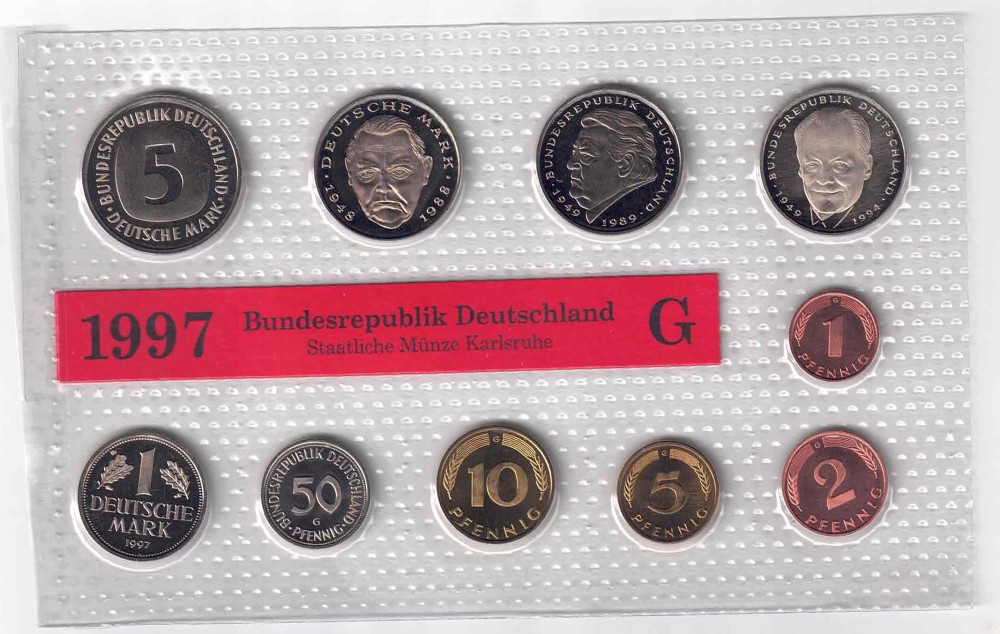 BUNDESREPUBLIK DEUTSCHLAND
5
DEUTSCHE MARK
DEUTSCHE MARK
1948 1988
BUNDESREPUBLIK DEUTSCHLAND
1949 1989
BUNDESREPUBLIK DEUTSCHLAND
1949 1994
1997 Bundesrepublik Deutschland G
Staatliche Münze Karlsruhe
G
1
PFENNIG
1
DEUTSCHE
MARK
1997
BUNDESREPUBLIK DEUTSCHLAND
50
G
PFENNIG
G
10
PFENNIG
G
5
PFENNIG
G
2
PFENNIG